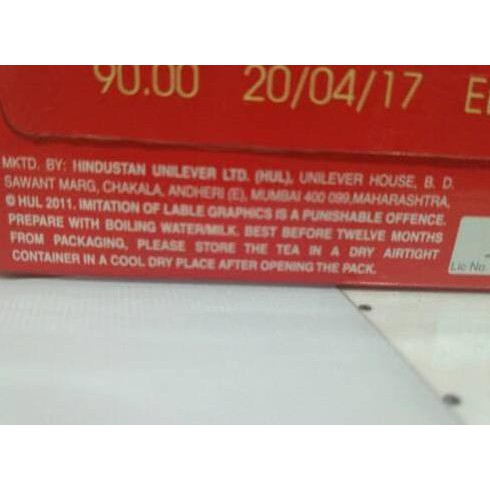 90.00 20/04/17
MKTD. BY: HINDUSTAN UNILEVER LTD. (HUL), UNILEVER HOUSE, B. D.
SAWANT MARG, CHAKALA, ANDHERI (E), MUMBAI 400 099, MAHARASHTRA,
© HUL 2011. IMITATION OF LABLE GRAPHICS IS A PUNISHABLE OFFENCE.
PREPARE WITH BOILING WATER/MILK. BEST BEFORE TWELVE MONTHS
FROM PACKAGING, PLEASE STORE THE TEA IN A DRY AIRTIGHT
CONTAINER IN A COOL DRY PLACE AFTER OPENING THE PACK.
Lic No.